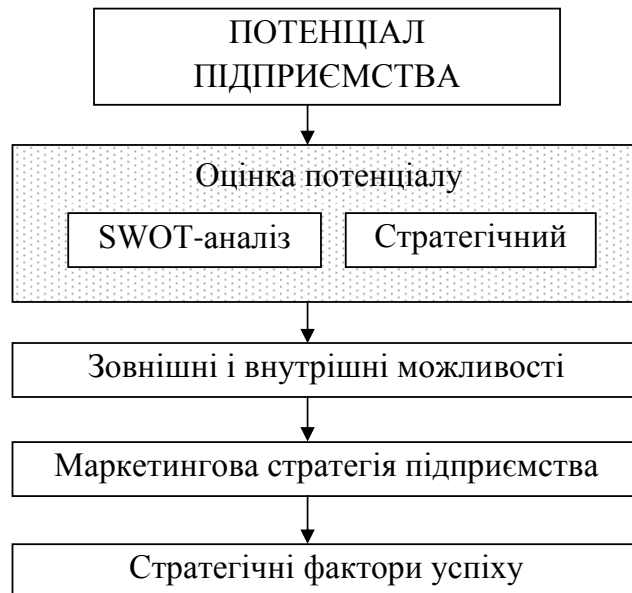 ПОТЕНЦІАЛ
ПІДПРИЄМСТВА
Оцінка потенціалу
SWOT-аналіз
Стратегічний
Зовнішні і внутрішні можливості
Маркетингова стратегія підприємства
Стратегічні фактори успіху